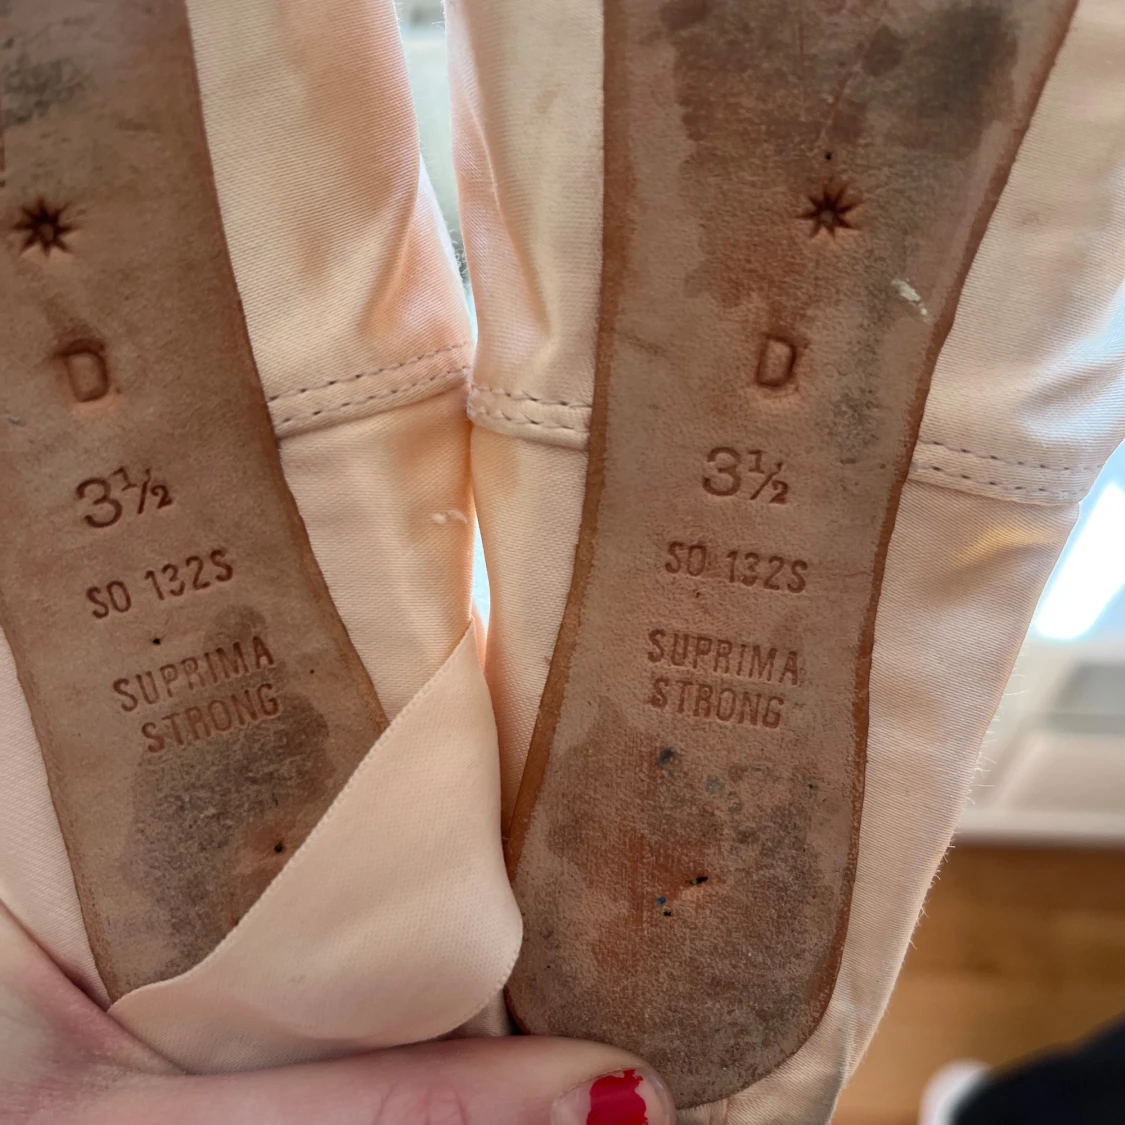 D
3½
SO 132S
SUPRIMA
STRONG
D
3½
SO 132S
SUPRIMA
STRONG